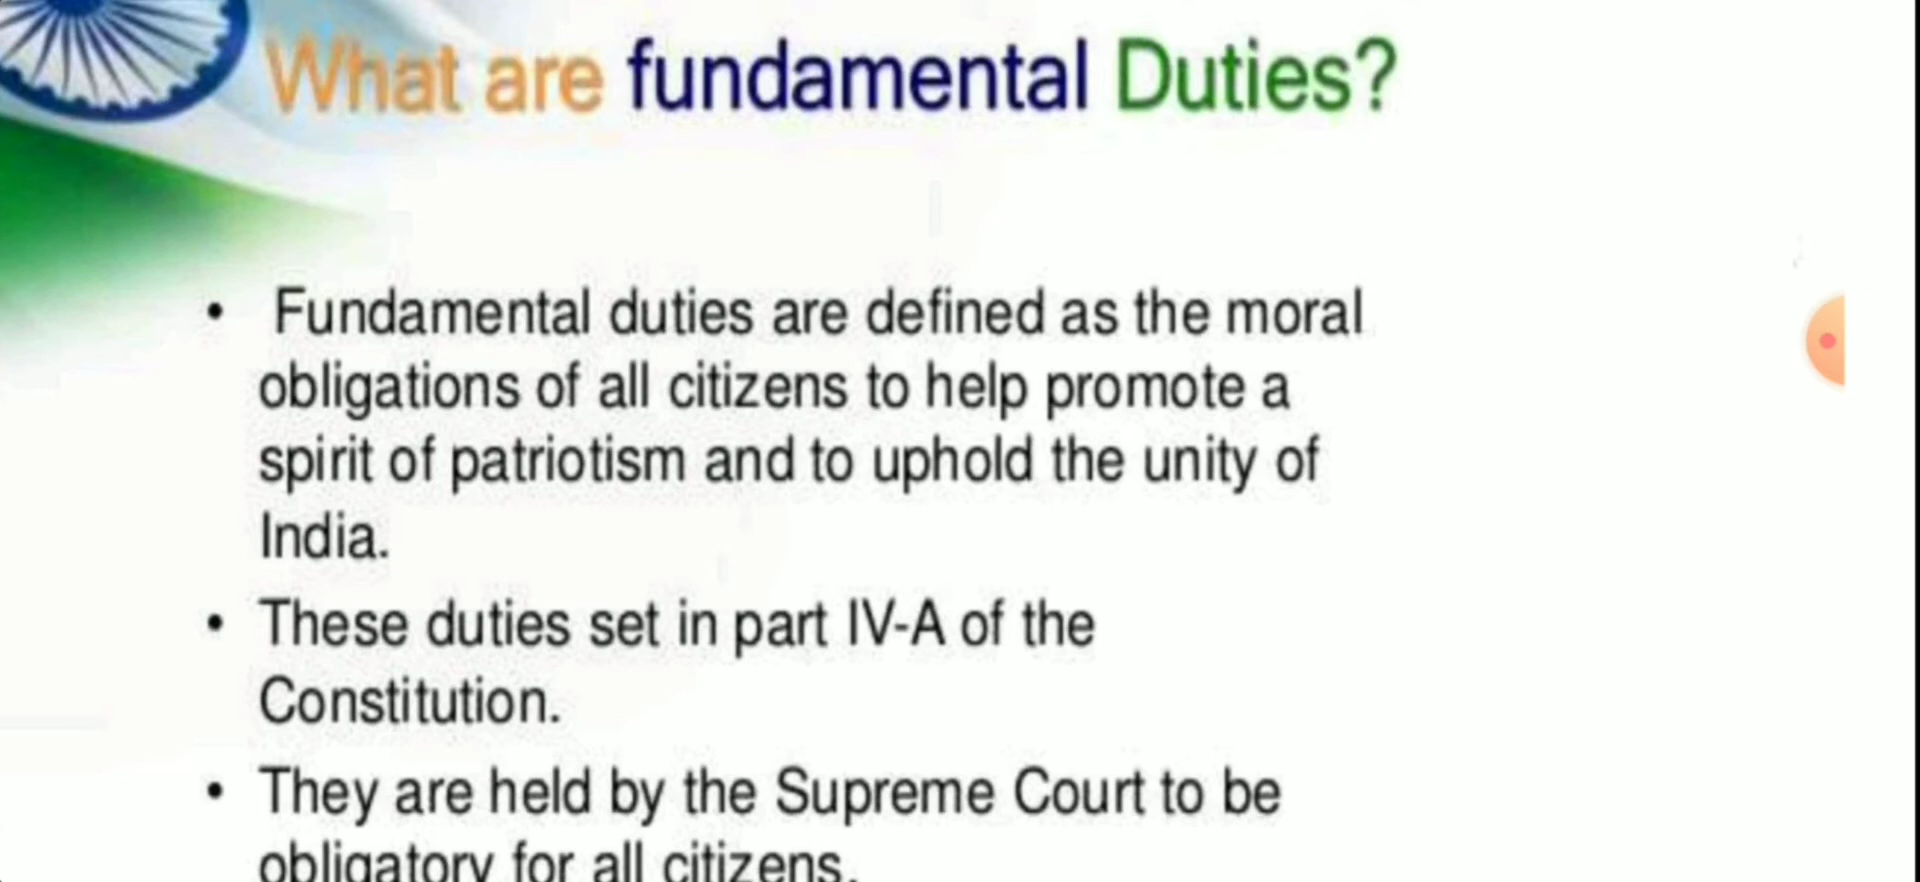 What are fundamental Duties?
• Fundamental duties are defined as the moral
obligations of all citizens to help promote a
spirit of patriotism and to uphold the unity of
India.
• These duties set in part IV-A of the
Constitution.
• They are held by the Supreme Court to be
obligatory for all citizens.